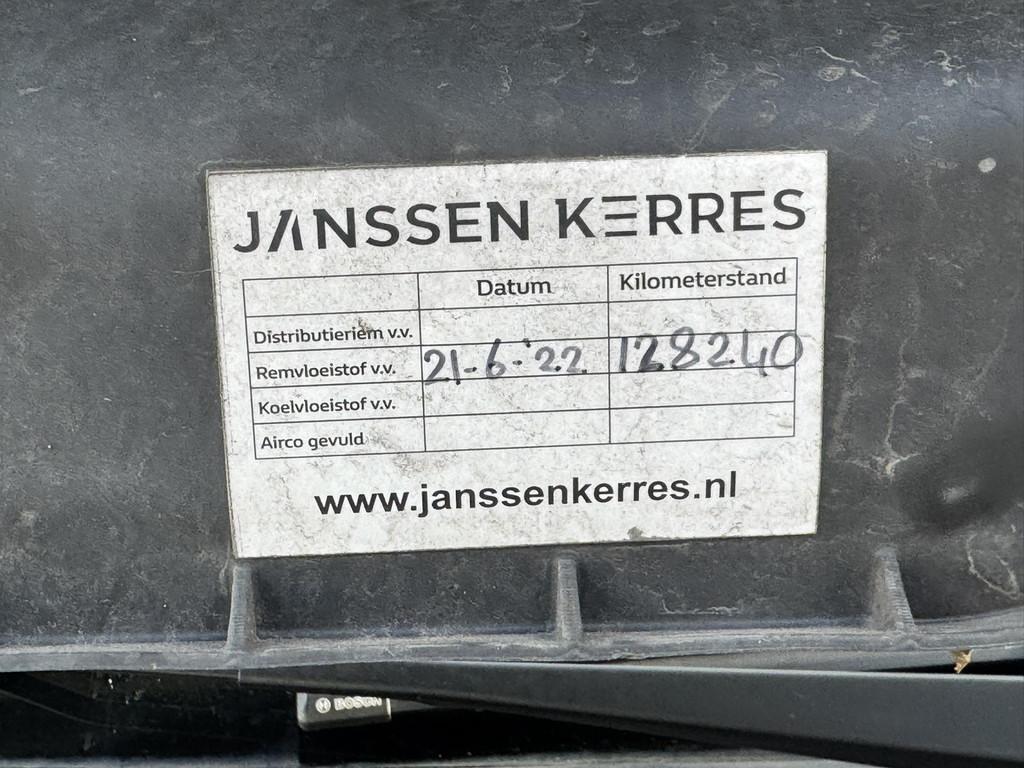 JANSSEN KERRES
Datum Kilometerstand
Distributieriem v.v.
Remvloeistof v.v. 21-6-'22 128240
Koelvloeistof v.v.
Airco gevuld
www.janssenkerres.nl
BOSCH